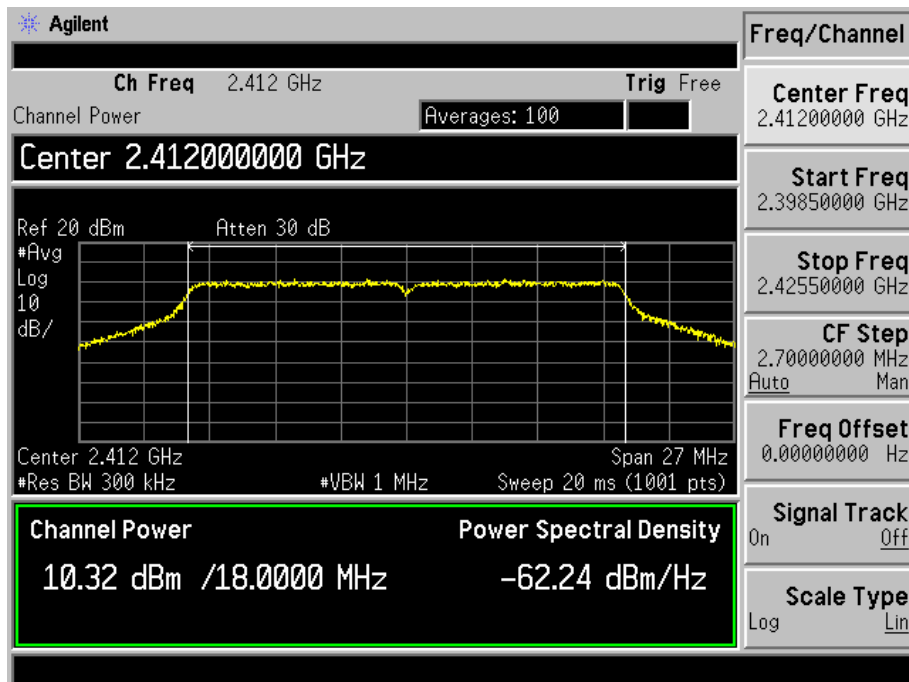 Agilent
Freq/Channel
Ch Freq 2.412 GHz Trig Free
Channel Power Averages: 100
Center 2.412000000 GHz
Ref 20 dBm Atten 30 dB
#Avg
Log
10
dB/
Center 2.412 GHz Span 27 MHz
#Res BW 300 kHz #VBW 1 MHz Sweep 20 ms (1001 pts)
Channel Power Power Spectral Density
10.32 dBm /18.0000 MHz -62.24 dBm/Hz
Center Freq
2.41200000 GHz
Start Freq
2.39850000 GHz
Stop Freq
2.42550000 GHz
CF Step
2.70000000 MHz
Auto Man
Freq Offset
0.00000000 Hz
Signal Track
On Off
Scale Type
Log Lin